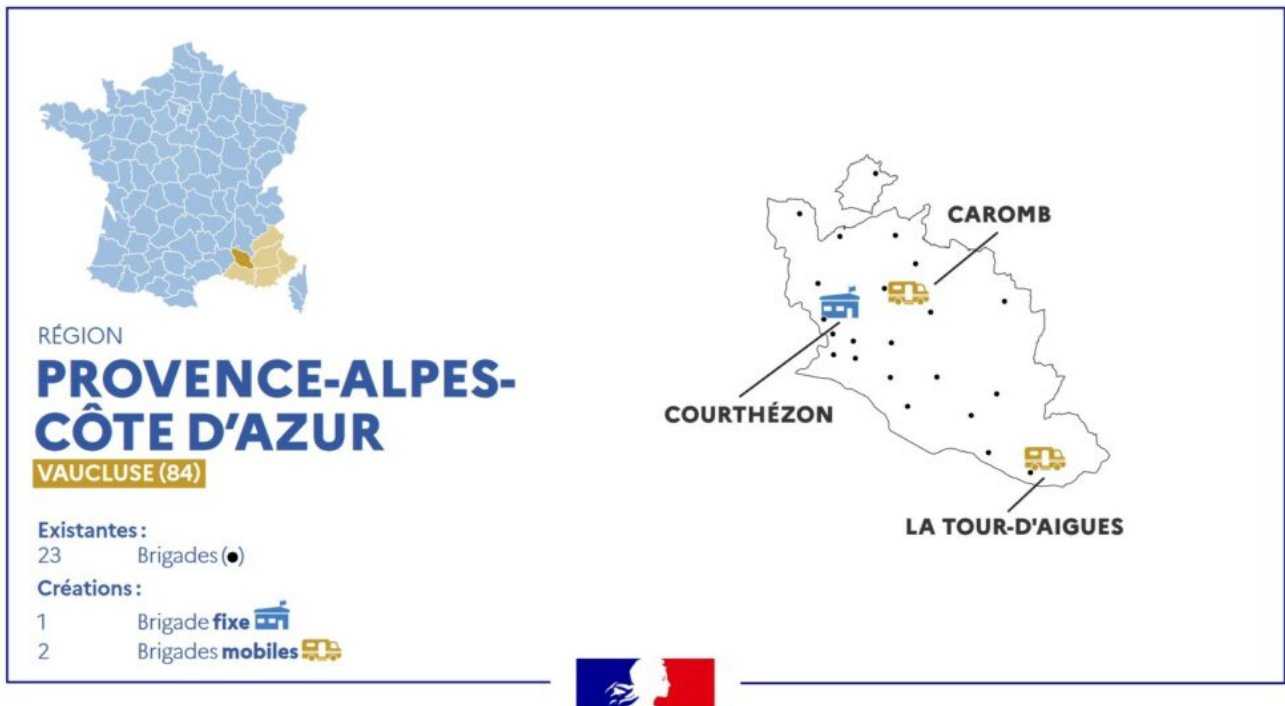 RÉGION
PROVENCE-ALPES-
CÔTE D'AZUR
VAUCLUSE (84)
Existantes :
23 Brigades (●)
Créations :
1 Brigade fixe
2 Brigades mobiles
CAROMB
COURTHÉZON
LA TOUR-D'AIGUES